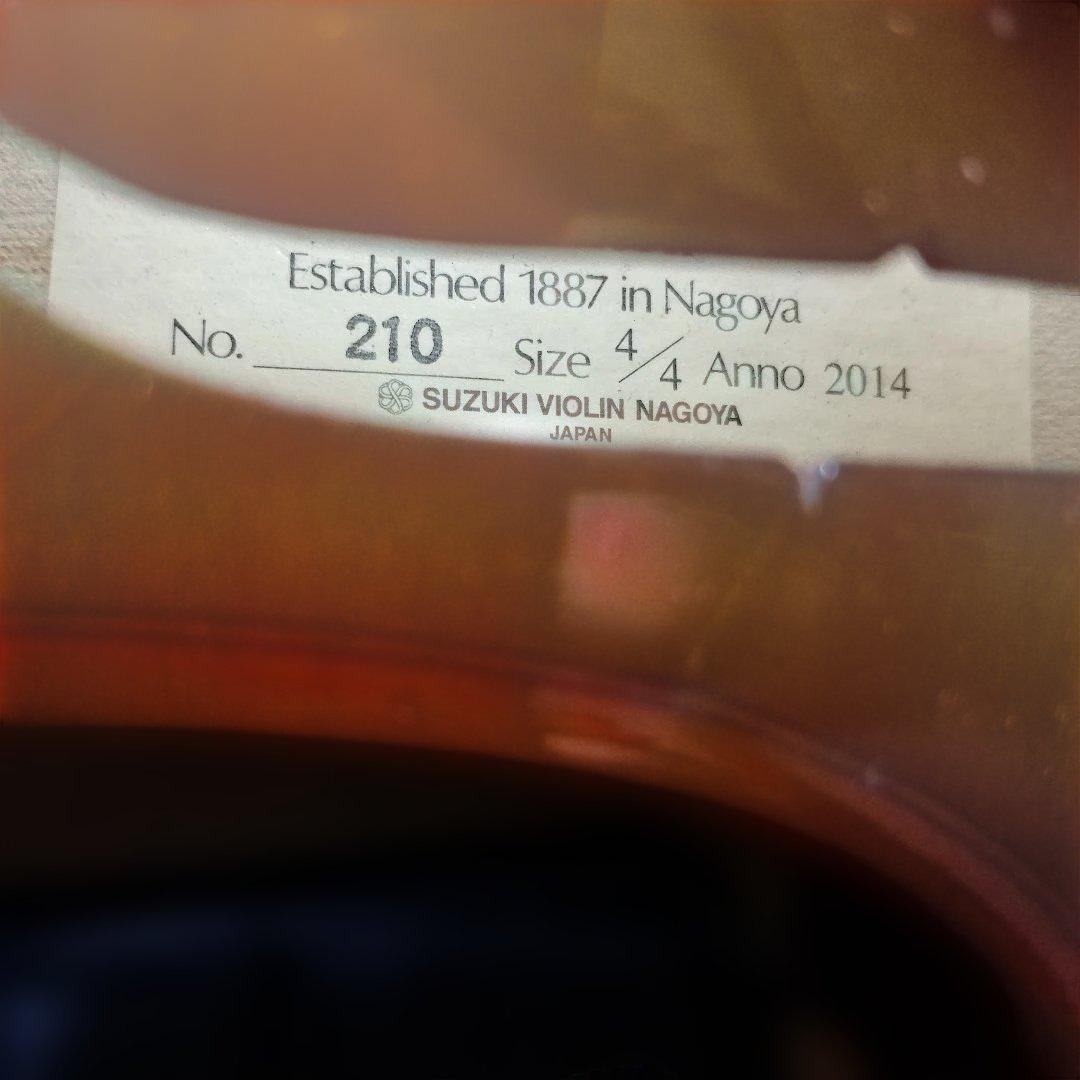 Established 1887 in Nagoya
No. 210 Size 4/4 Anno 2014
SUZUKI VIOLIN NAGOYA
JAPAN